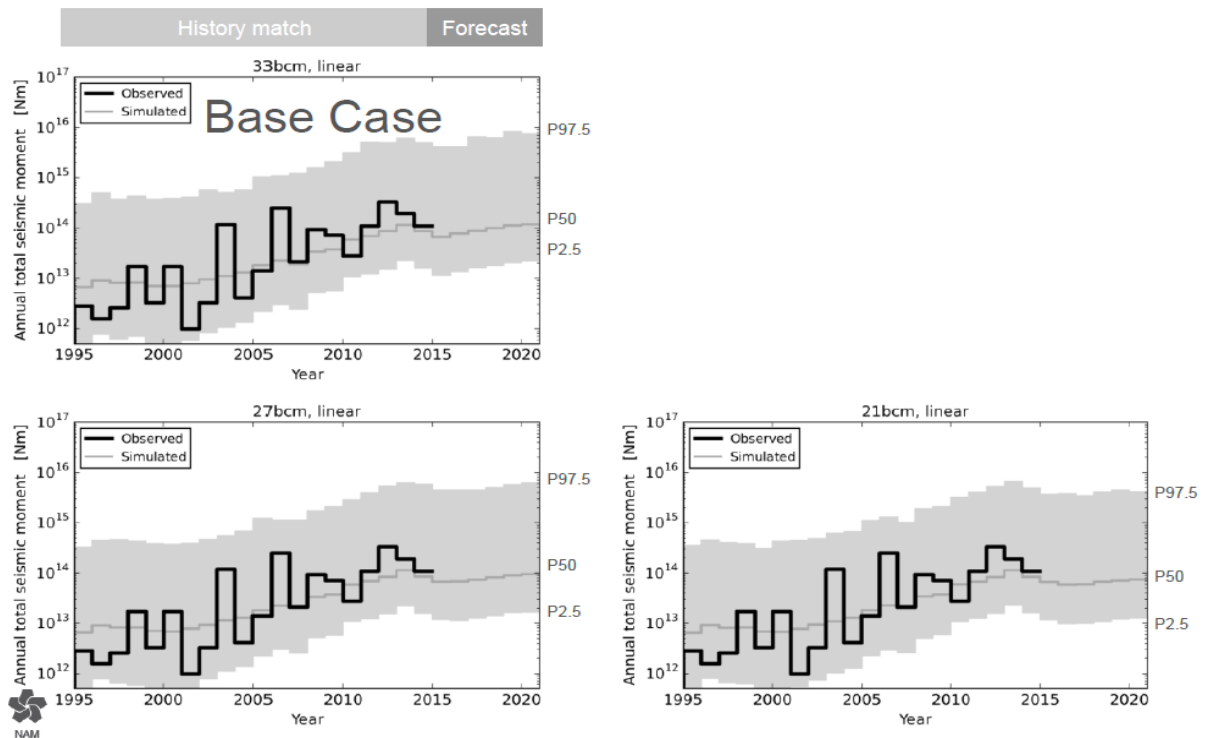 History match Forecast
33bcm, linear
Observed
Simulated
Base Case
Annual total seismic moment [Nm]
10^17
10^16
10^15
10^14
10^13
10^12
P97.5
P50
P2.5
1995 2000 2005 2010 2015 2020
Year
27bcm, linear
Observed
Simulated
Annual total seismic moment [Nm]
10^17
10^16
10^15
10^14
10^13
10^12
P97.5
P50
P2.5
1995 2000 2005 2010 2015 2020
Year
21bcm, linear
Observed
Simulated
Annual total seismic moment [Nm]
10^17
10^16
10^15
10^14
10^13
10^12
P97.5
P50
P2.5
1995 2000 2005 2010 2015 2020
Year
NAM